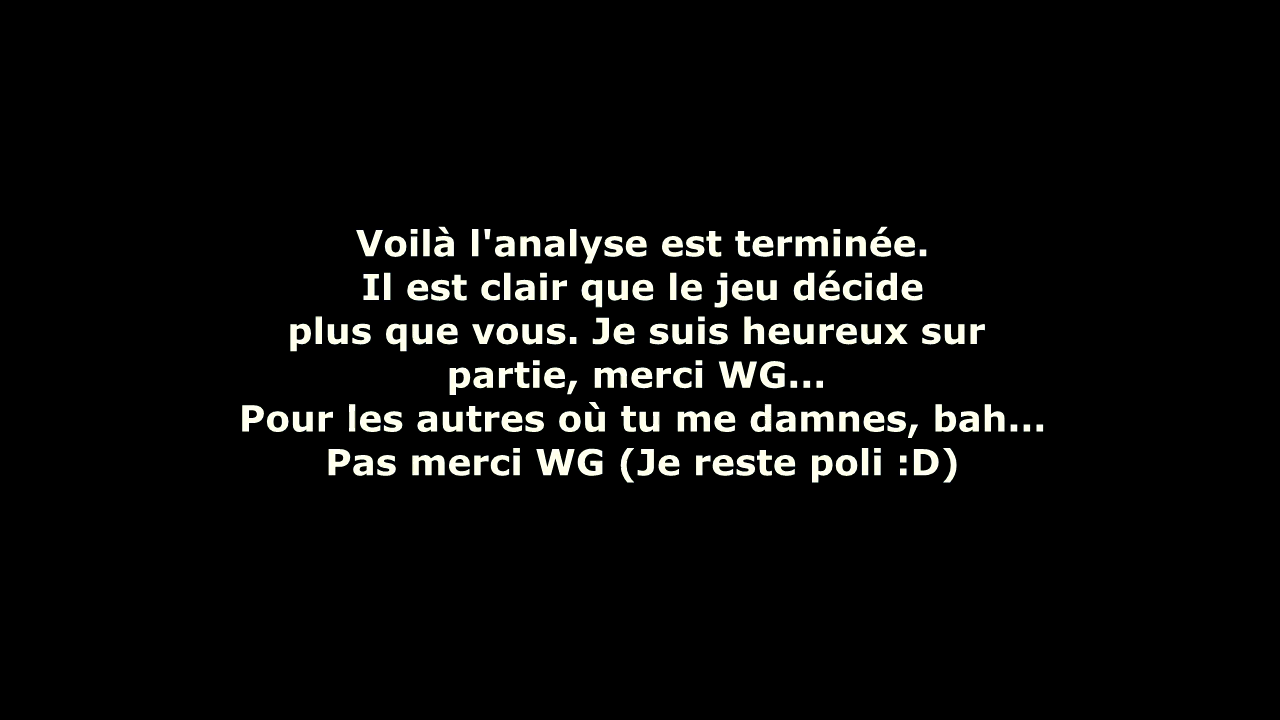 Voilà l'analyse est terminée.
Il est clair que le jeu décide
plus que vous. Je suis heureux sur
partie, merci WG...
Pour les autres où tu me damnes, bah...
Pas merci WG (Je reste poli :D)